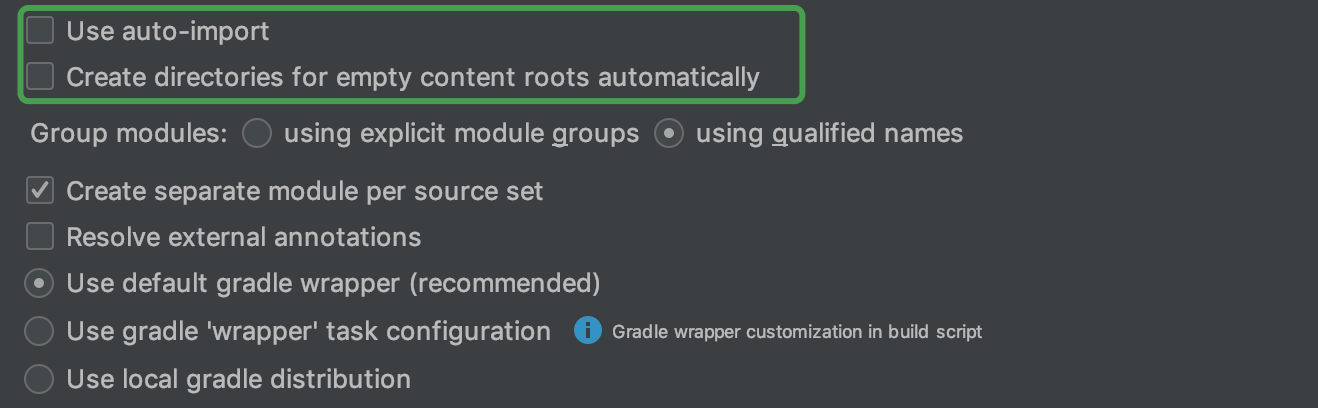 Use auto-import
Create directories for empty content roots automatically
Group modules: using explicit module groups using qualified names
Create separate module per source set
Resolve external annotations
Use default gradle wrapper (recommended)
Use gradle 'wrapper' task configuration Gradle wrapper customization in build script
Use local gradle distribution